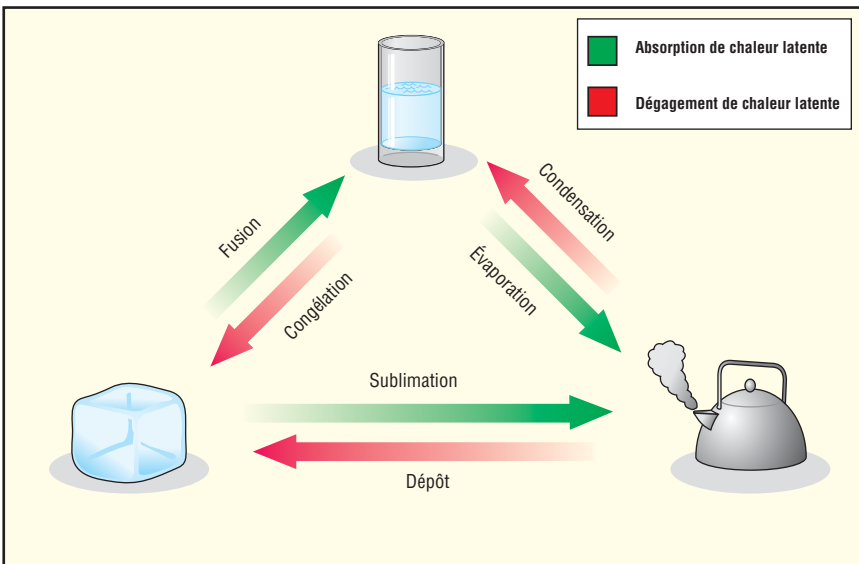 Absorption de chaleur latente
Dégagement de chaleur latente
Condensation
Fusion
Évaporation
Congélation
Sublimation
Dépôt